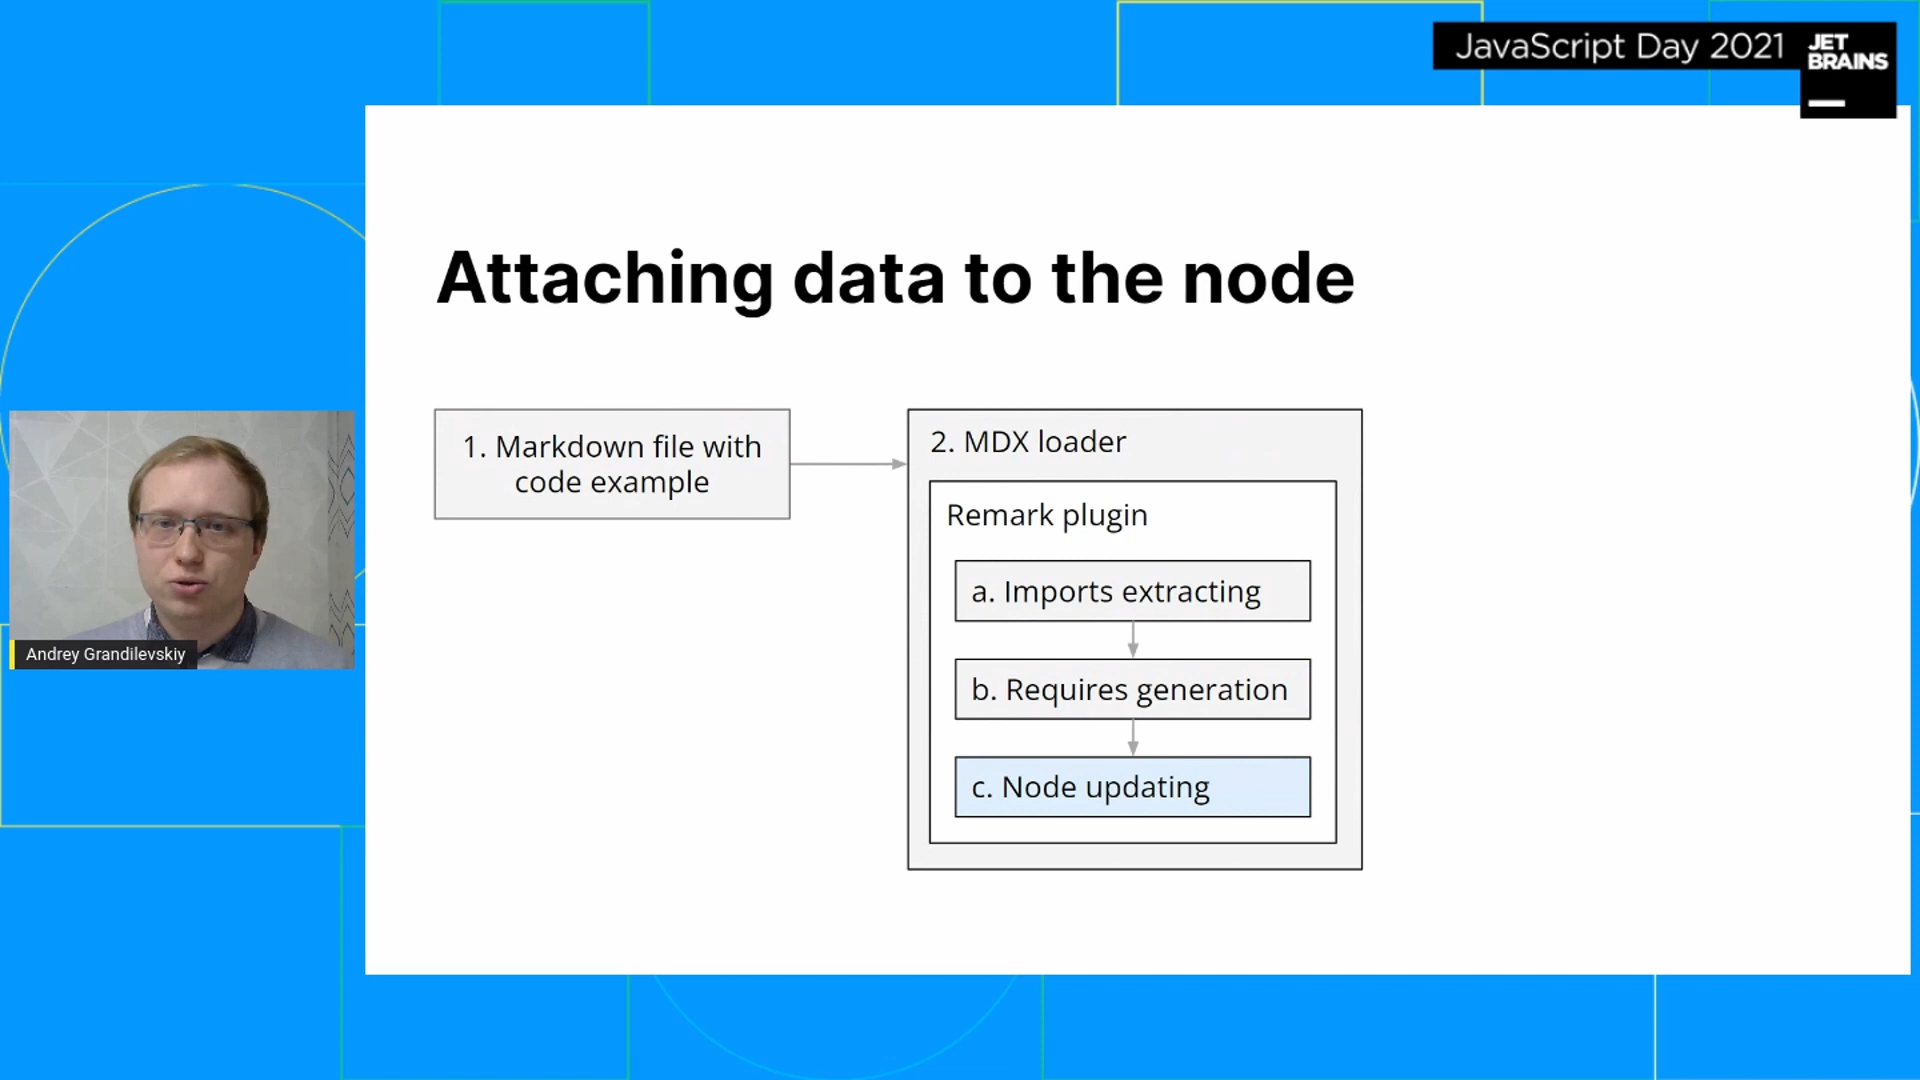 JavaScript Day 2021
JET
BRAINS
Attaching data to the node
1. Markdown file with
code example
2. MDX loader
Remark plugin
a. Imports extracting
b. Requires generation
c. Node updating
Andrey Grandilevskiy